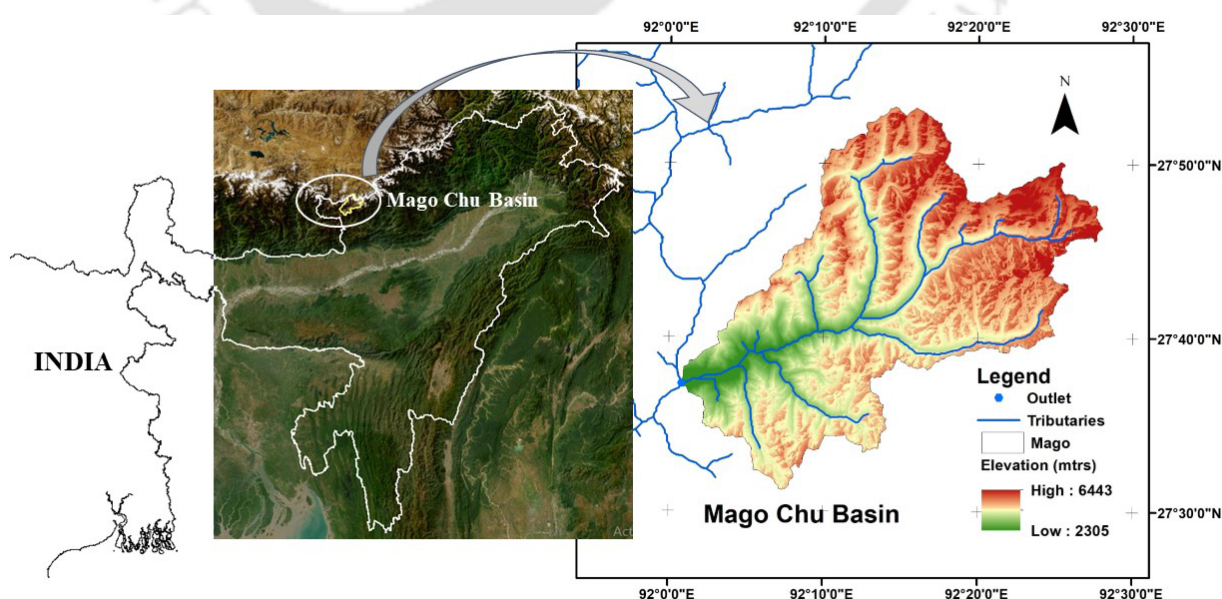 92°0'0"E
92°10'0"E
92°20'0"E
92°30'0"E
N
27°50'0"N
Mago Chu Basin
INDIA
27°40'0"N
Legend
Outlet
Tributaries
Mago
Elevation (mtrs)
High : 6443
Low : 2305
Mago Chu Basin
27°30'0"N
Act
92°0'0"E
92°10'0"E
92°20'0"E
92°30'0"E